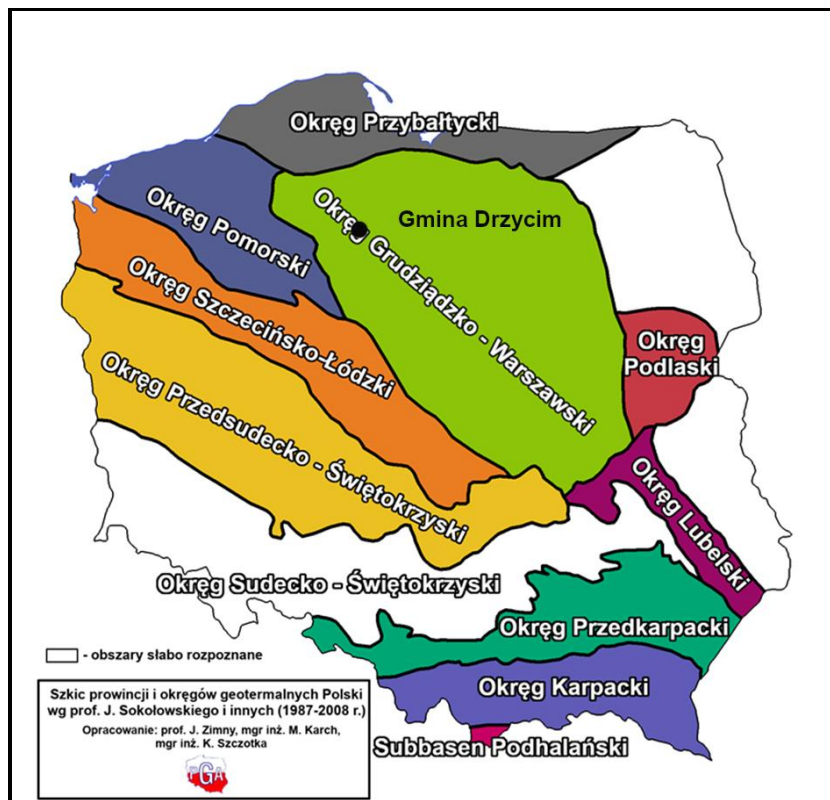 Okręg Przybałtycki
Okręg Pomorski
Gmina Drzycim
Okręg Grudziądzko - Warszawski
Okręg Szczecińsko-Łódzki
Okręg
Podlaski
Okręg Przedsudecko - Świętokrzyski
Okręg Lubelski
Okręg Sudecko - Świętokrzyski
Okręg Przedkarpacki
- obszary słabo rozpoznane
Okręg Karpacki
Szkic prowincji i okręgów geotermalnych Polski
wg prof. J. Sokołowskiego i innych (1987-2008 r.)
Opracowanie: prof. J. Zimny, mgr inż. M. Karch,
mgr inż. K. Szczotka
Subbasen Podhalański
PGA